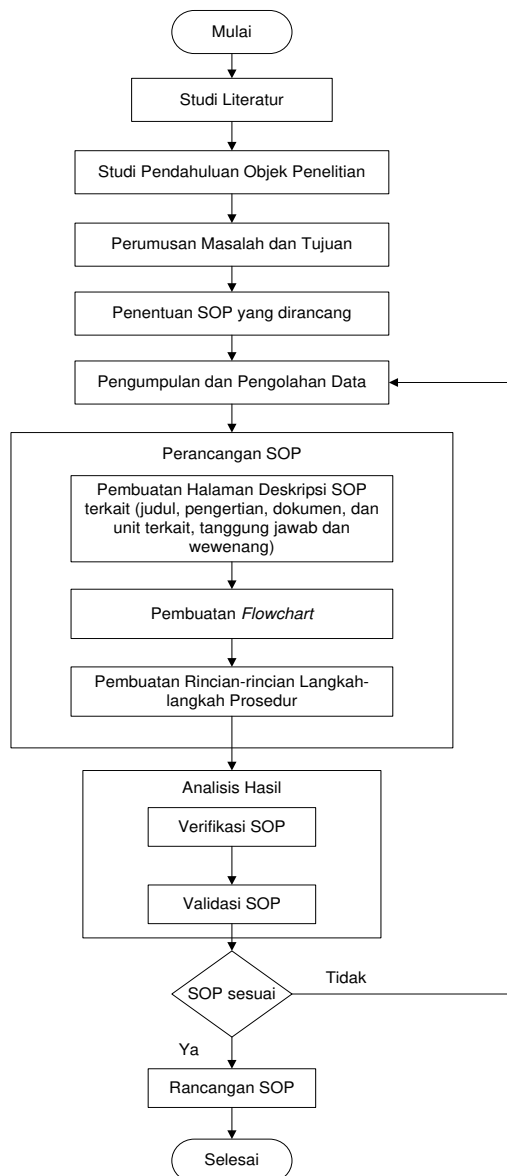 Mulai
Studi Literatur
Studi Pendahuluan Objek Penelitian
Perumusan Masalah dan Tujuan
Penentuan SOP yang dirancang
Pengumpulan dan Pengolahan Data
Perancangan SOP
Pembuatan Halaman Deskripsi SOP
terkait (judul, pengertian, dokumen, dan
unit terkait, tanggung jawab dan
wewenang)
Pembuatan Flowchart
Pembuatan Rincian-rincian Langkah-
langkah Prosedur
Analisis Hasil
Verifikasi SOP
Validasi SOP
SOP sesuai
Tidak
Ya
Rancangan SOP
Selesai